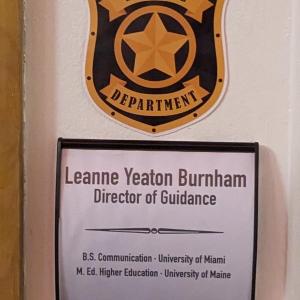 DEPARTMENT
Leanne Yeaton Burnham
Director of Guidance
B.S. Communication · University of Miami
M. Ed. Higher Education · University of Maine